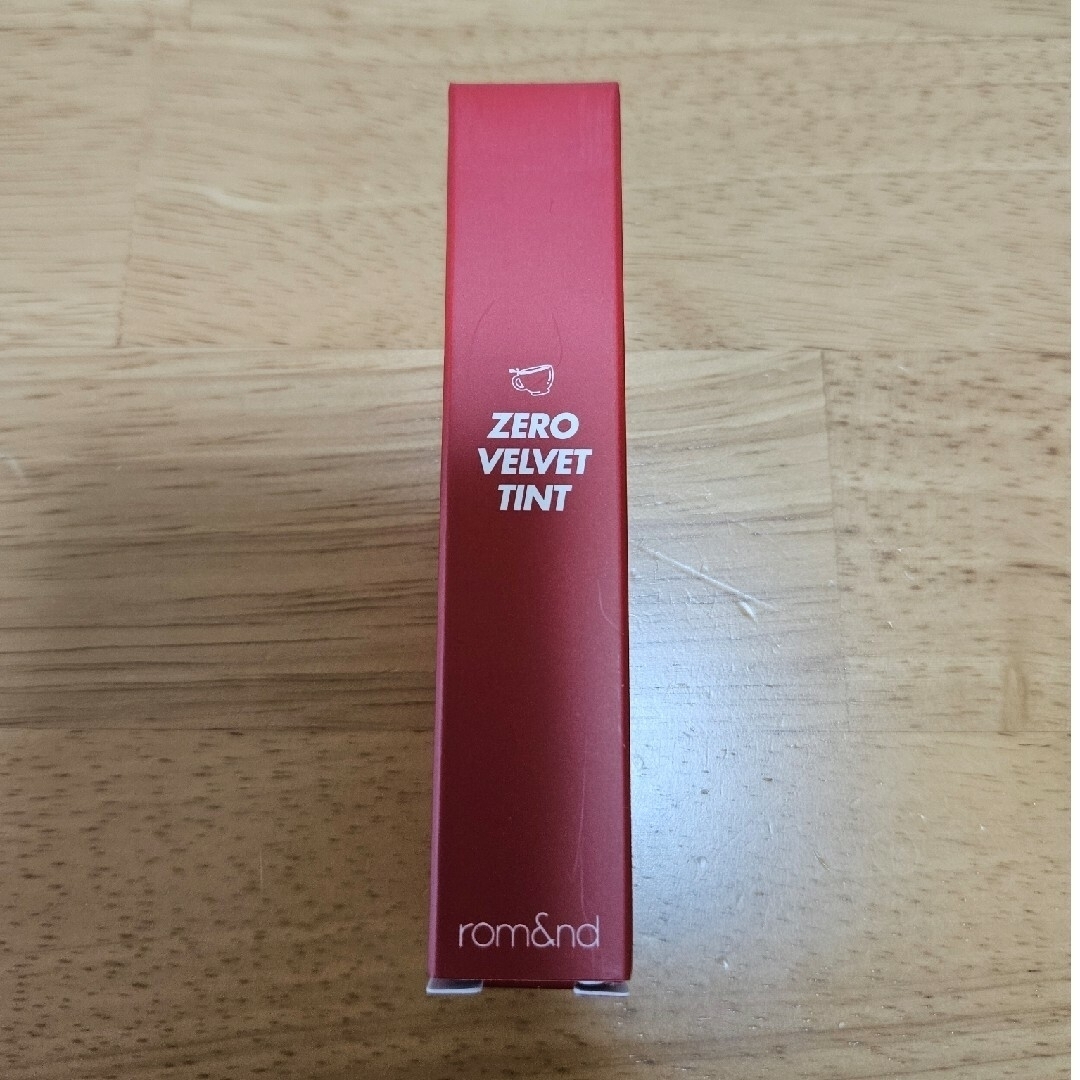 ZERO
VELVET
TINT
rom&nd